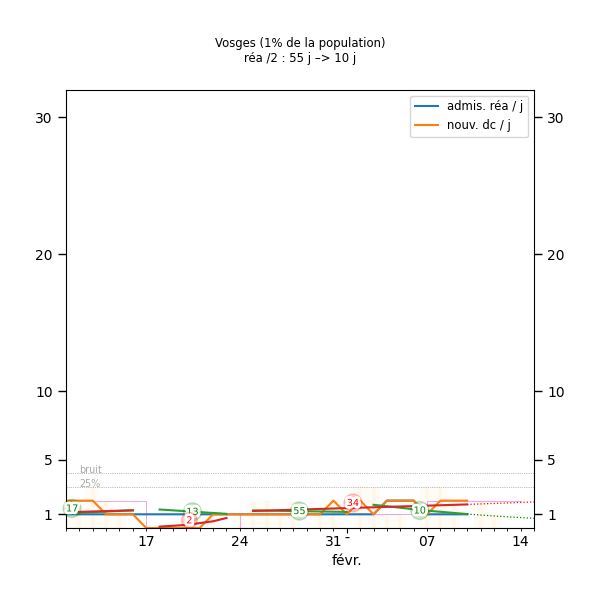 Vosges (1% de la population)
réa /2 : 55 j –> 10 j
admis. réa / j
nouv. dc / j
30 30
20 20
10 10
5 5
bruit
25%
17 13 2 55 34 10
1 1
17 24 31 07 14
févr.